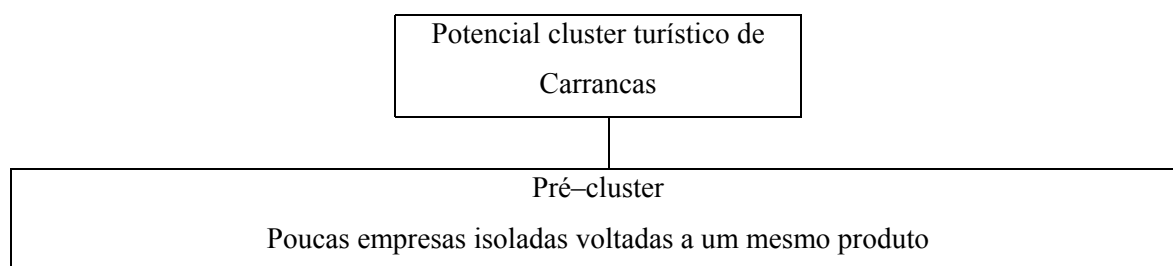 Potencial cluster turístico de
Carrancas
Pré–cluster
Poucas empresas isoladas voltadas a um mesmo produto